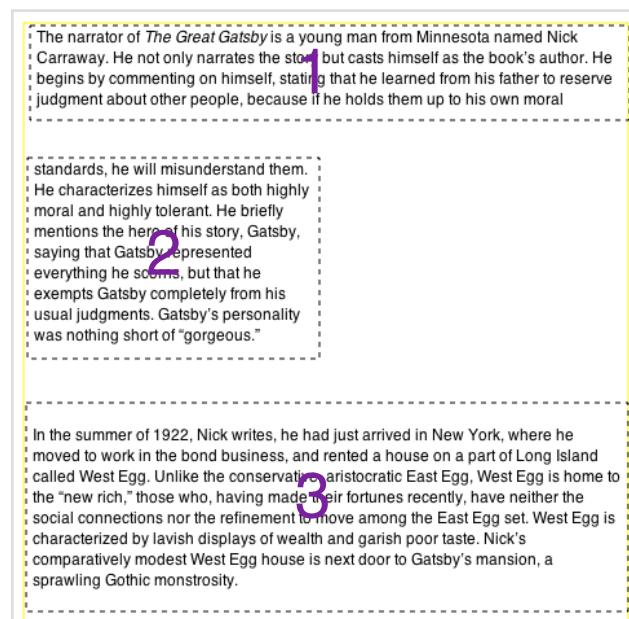 The narrator of The Great Gatsby is a young man from Minnesota named Nick
Carraway. He not only narrates the story but casts himself as the book's author. He
begins by commenting on himself, stating that he learned from his father to reserve
judgment about other people, because if he holds them up to his own moral
1
standards, he will misunderstand them.
He characterizes himself as both highly
moral and highly tolerant. He briefly
mentions the hero of his story, Gatsby,
saying that Gatsby represented
everything he scorns, but that he
exempts Gatsby completely from his
usual judgments. Gatsby's personality
was nothing short of “gorgeous.”
2
In the summer of 1922, Nick writes, he had just arrived in New York, where he
moved to work in the bond business, and rented a house on a part of Long Island
called West Egg. Unlike the conservative, aristocratic East Egg, West Egg is home to
the “new rich,” those who, having made their fortunes recently, have neither the
social connections nor the refinement to move among the East Egg set. West Egg is
characterized by lavish displays of wealth and garish poor taste. Nick's
comparatively modest West Egg house is next door to Gatsby's mansion, a
sprawling Gothic monstrosity.
3